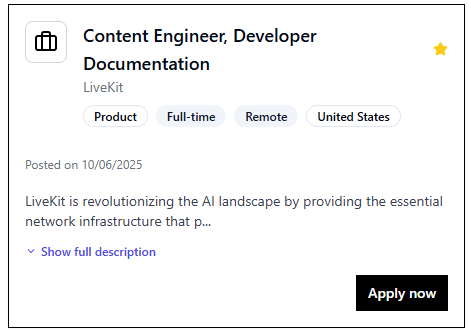 Content Engineer, Developer
Documentation
LiveKit
Product Full-time Remote United States
Posted on 10/06/2025
LiveKit is revolutionizing the AI landscape by providing the essential
network infrastructure that p...
Show full description
Apply now